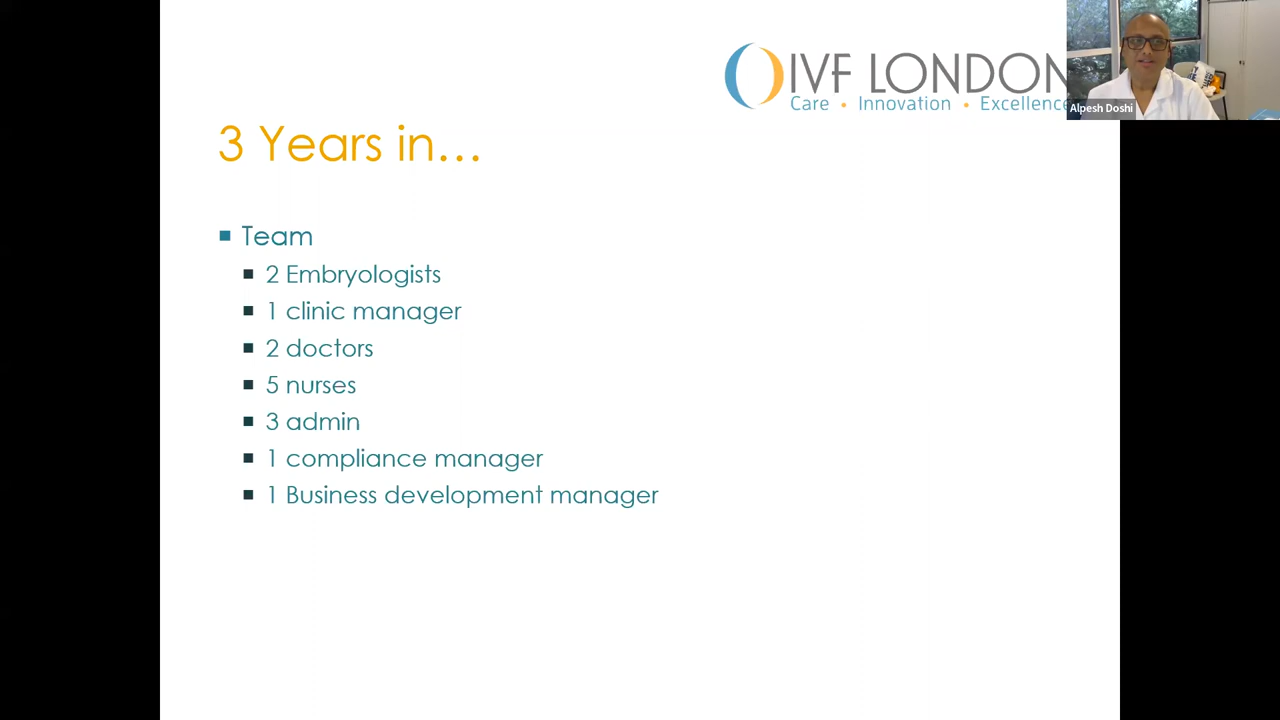 IVF LONDON
Care • Innovation • Excellence
Alpesh Doshi
3 Years in…
Team
2 Embryologists
1 clinic manager
2 doctors
5 nurses
3 admin
1 compliance manager
1 Business development manager